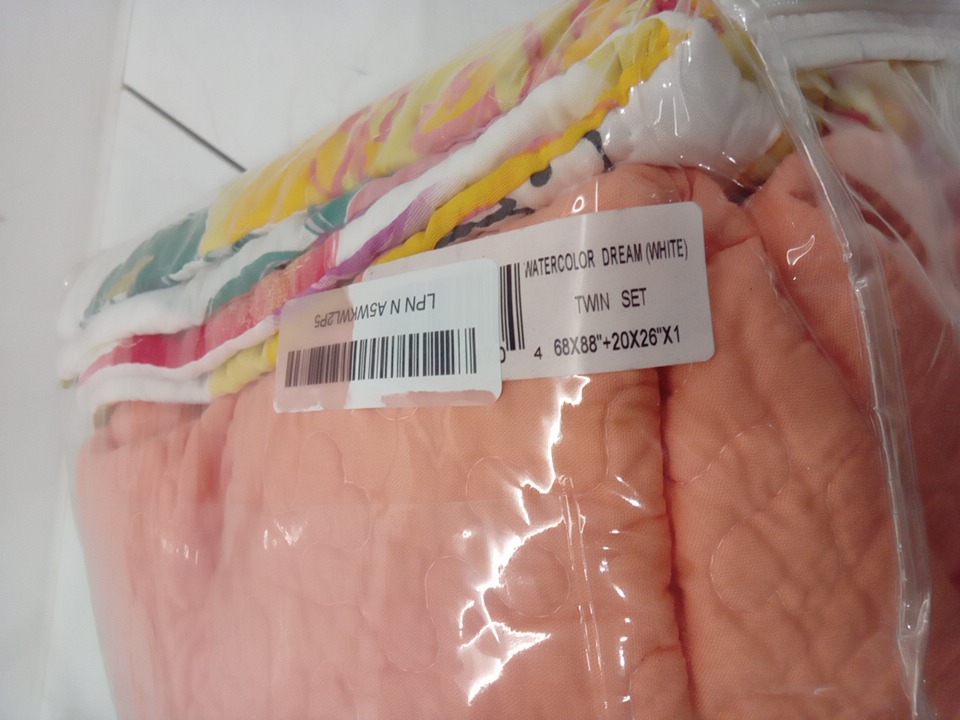 WATERCOLOR DREAM (WHITE)
TWIN SET
4 68X88"+20X26"X1
LPN N A5WKWL2P5